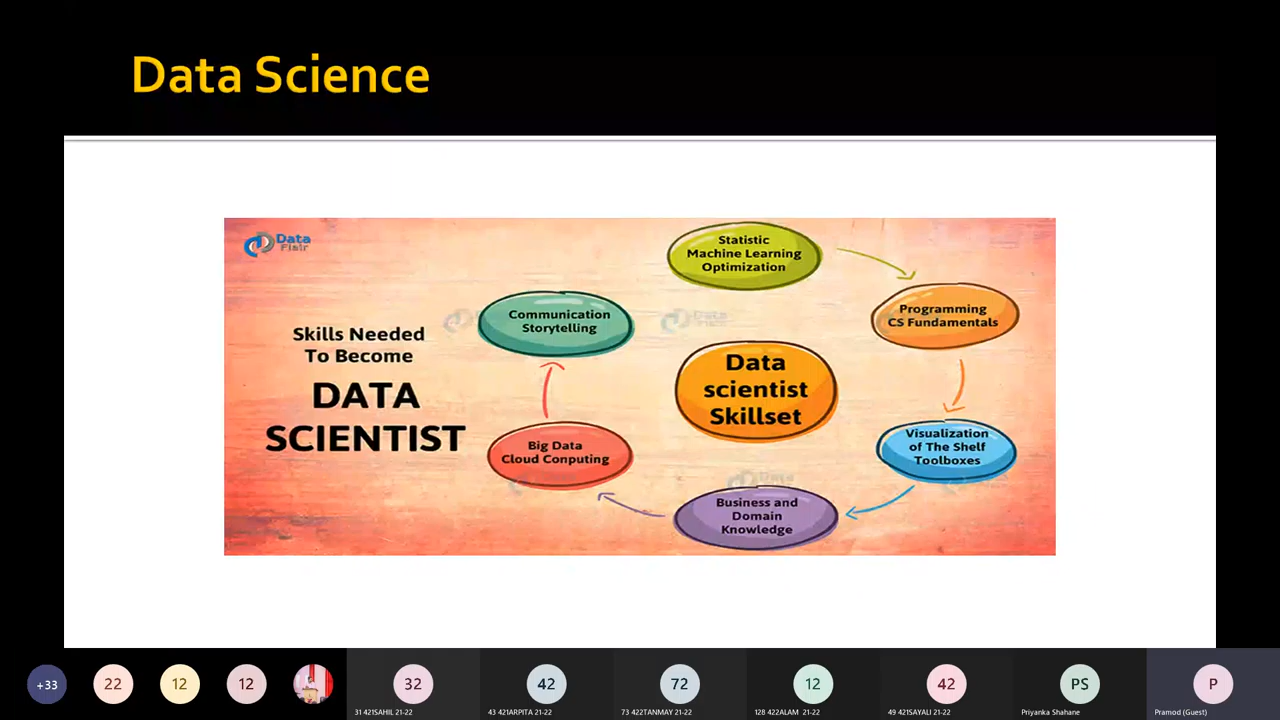 Data Science
Data
Flair
Skills Needed
To Become
DATA
SCIENTIST
Statistic
Machine Learning
Optimization
Programming
CS Fundamentals
Visualization
of The Shelf
Toolboxes
Business and
Domain
Knowledge
Big Data
Cloud Conputing
Communication
Storytelling
Data
scientist
Skillset
+33
22
12
12
32
42
72
12
42
PS
P
31 421SAHIL 21-22
43 421ARPITA 21-22
73 422TANMAY 21-22
128 422ALAM 21-22
49 421SAYALI 21-22
Priyanka Shahane
Pramod (Guest)